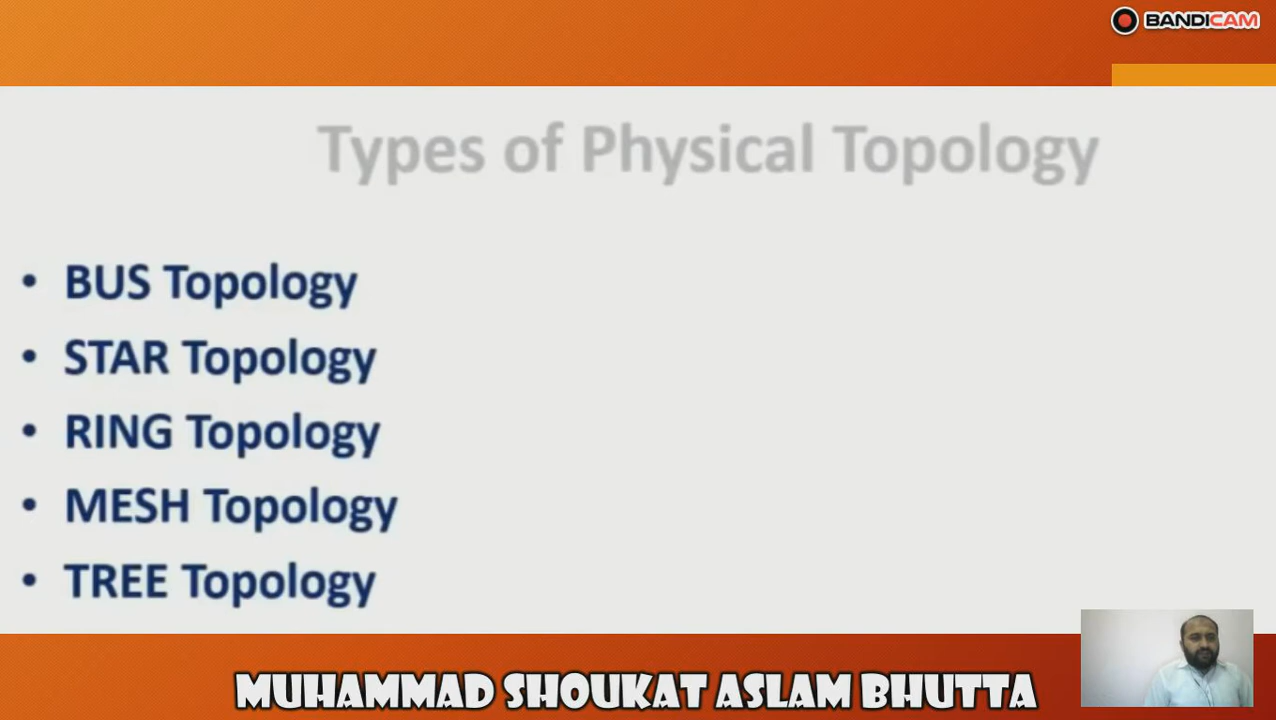 BANDICAM
Types of Physical Topology
• BUS Topology
• STAR Topology
• RING Topology
• MESH Topology
• TREE Topology
MUHAMMAD SHOUKAT ASLAM BHUTTA